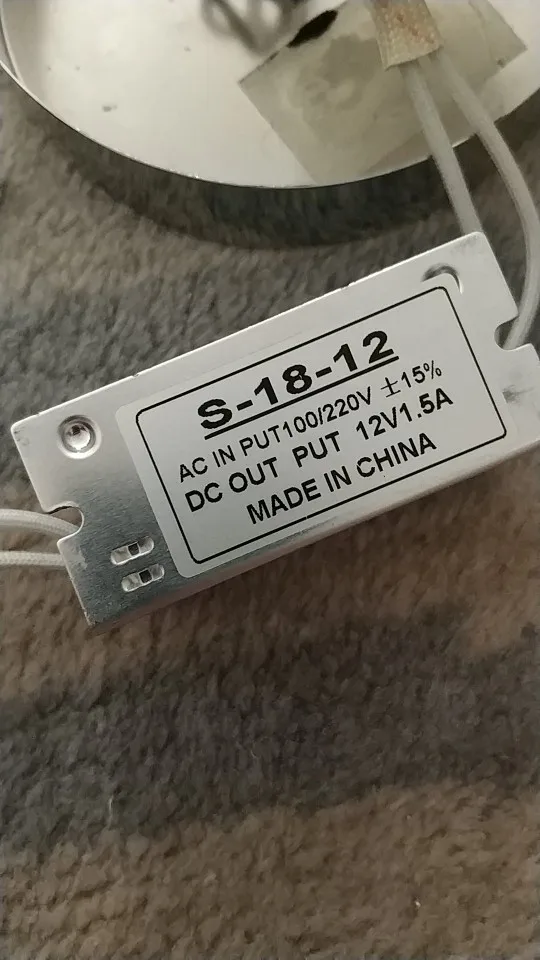 S-18-12
AC IN PUT100/220V ±15%
DC OUT PUT 12V1.5A
MADE IN CHINA